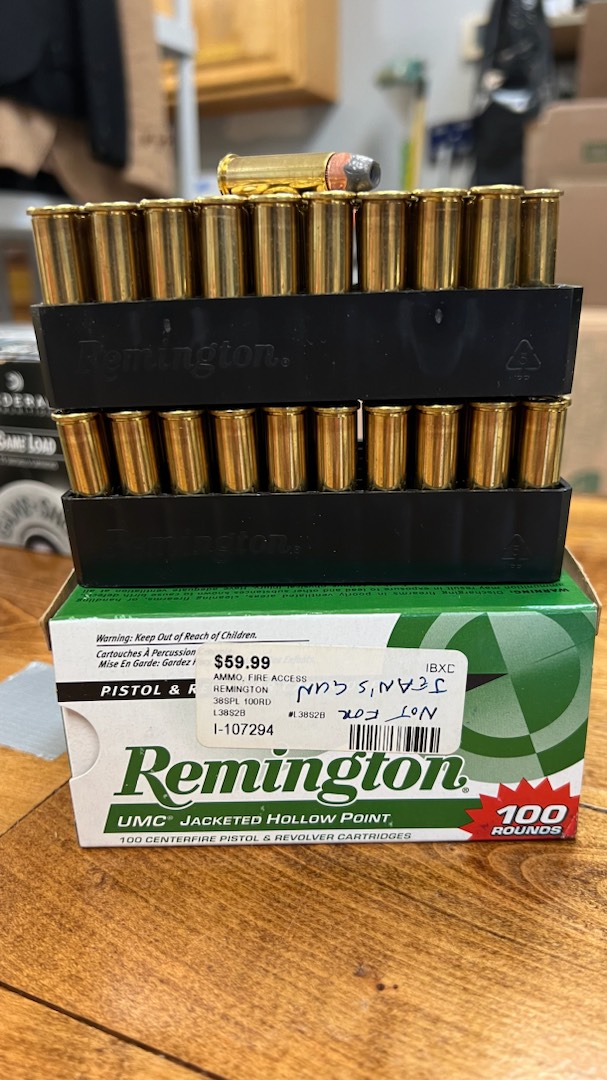 Remington®
Remington®
FEDERAL
GAME LOAD
Warning: Keep Out of Reach of Children.
Cartouches À Percussion
Mise En Garde: Gardez
PISTOL & R
$59.99
IBXC
AMMO, FIRE ACCESS
REMINGTON
38SPL 100RD
L38S2B #L38S2B
I-107294
NOT FOR
JEAN'S GUN
Remington®
UMC® JACKETED HOLLOW POINT
100 CENTERFIRE PISTOL & REVOLVER CARTRIDGES
100
ROUNDS